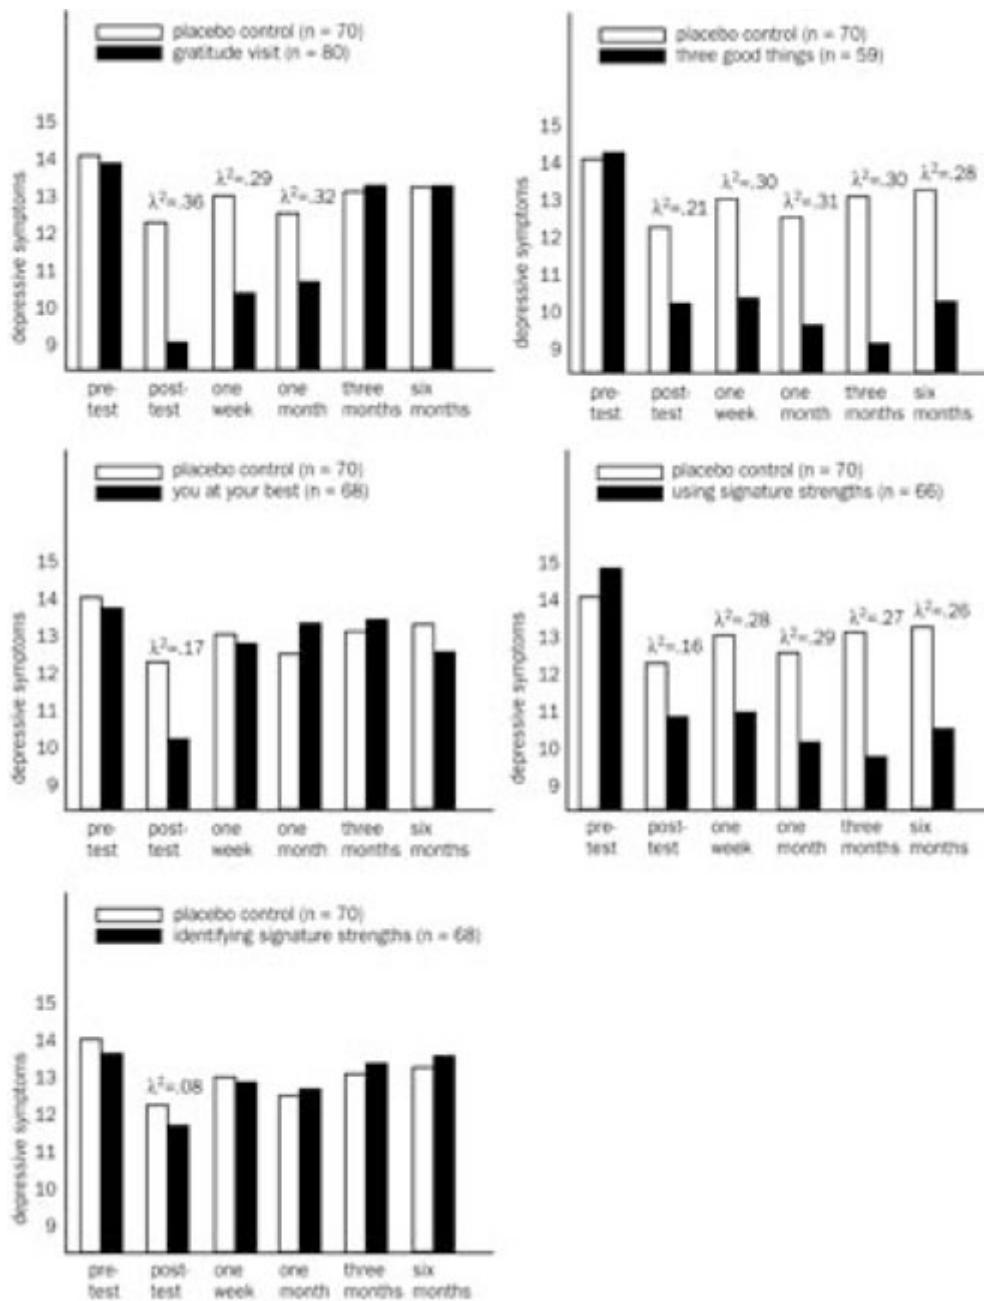 placebo control (n = 70)
gratitude visit (n = 80)
depressive symptoms
15
14
13
12
11
10
9
λ²=.36
λ²=.29
λ²=.32
pre-
test
post-
test
one
week
one
month
three
months
six
months
placebo control (n = 70)
three good things (n = 59)
depressive symptoms
15
14
13
12
11
10
9
λ²=.21
λ²=.30
λ²=.31
λ²=.30
λ²=.28
pre-
test
post-
test
one
week
one
month
three
months
six
months
placebo control (n = 70)
you at your best (n = 68)
depressive symptoms
15
14
13
12
11
10
9
λ²=.17
pre-
test
post-
test
one
week
one
month
three
months
six
months
placebo control (n = 70)
using signature strengths (n = 66)
depressive symptoms
15
14
13
12
11
10
9
λ²=.16
λ²=.28
λ²=.29
λ²=.27
λ²=.26
pre-
test
post-
test
one
week
one
month
three
months
six
months
placebo control (n = 70)
identifying signature strengths (n = 68)
depressive symptoms
15
14
13
12
11
10
9
λ²=.08
pre-
test
post-
test
one
week
one
month
three
months
six
months